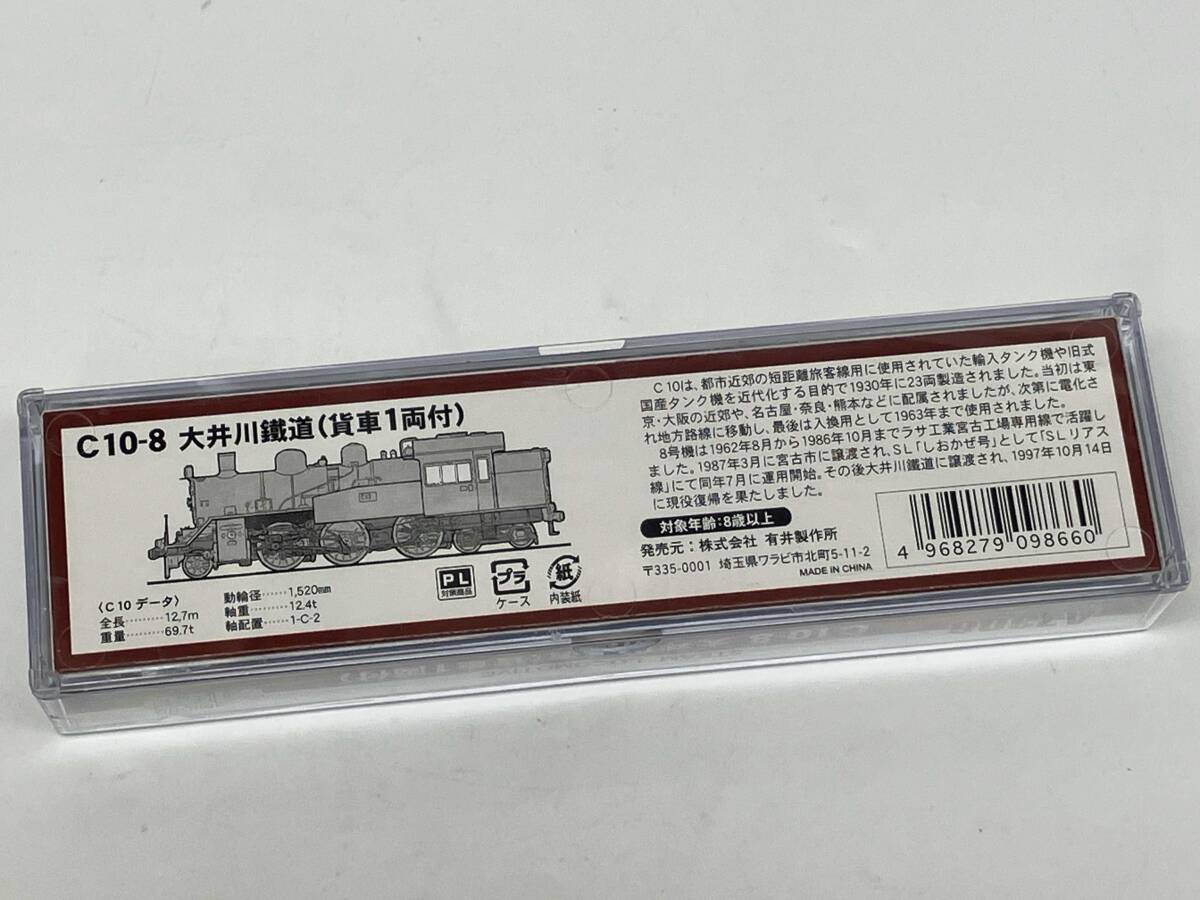 C10-8 大井川鐵道(貨車1両付)
〈C10 データ〉
全長………12.7m
重量………69.7t
動輪径……1,520mm
軸重………12.4t
軸配置……1-C-2
PL
対策商品
プラ
ケース
紙
内装紙
C10は、都市近郊の短距離旅客線用に使用されていた輸入タンク機や旧式
国産タンク機を近代化する目的で1930年に23両製造されました。当初は東
京・大阪の近郊や、名古屋・奈良・熊本などに配属されましたが、次第に電化さ
れ地方路線に移動し、最後は入換用として1963年まで使用されました。
8号機は1962年8月から1986年10月までラサ工業宮古工場専用線で活躍し
ました。1987年3月に宮古市に譲渡され、SL「しおかぜ号」として「SLリアス
線」にて同年7月に運用開始。その後大井川鐵道に譲渡され、1997年10月14日
に現役復帰を果たしました。
対象年齢:8歳以上
発売元：株式会社 有井製作所
〒335-0001 埼玉県ワラビ市北町5-11-2
MADE IN CHINA
4 968279 098660